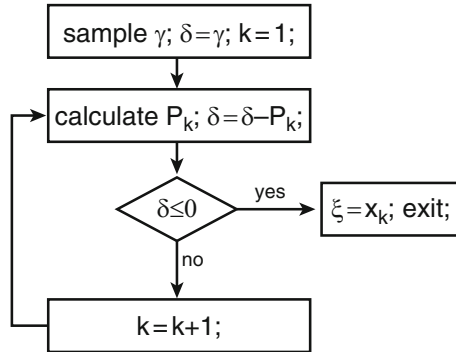 sample γ; δ=γ; k=1;
calculate Pk; δ=δ–Pk;
δ≤0
yes
ξ=xk; exit;
no
k=k+1;